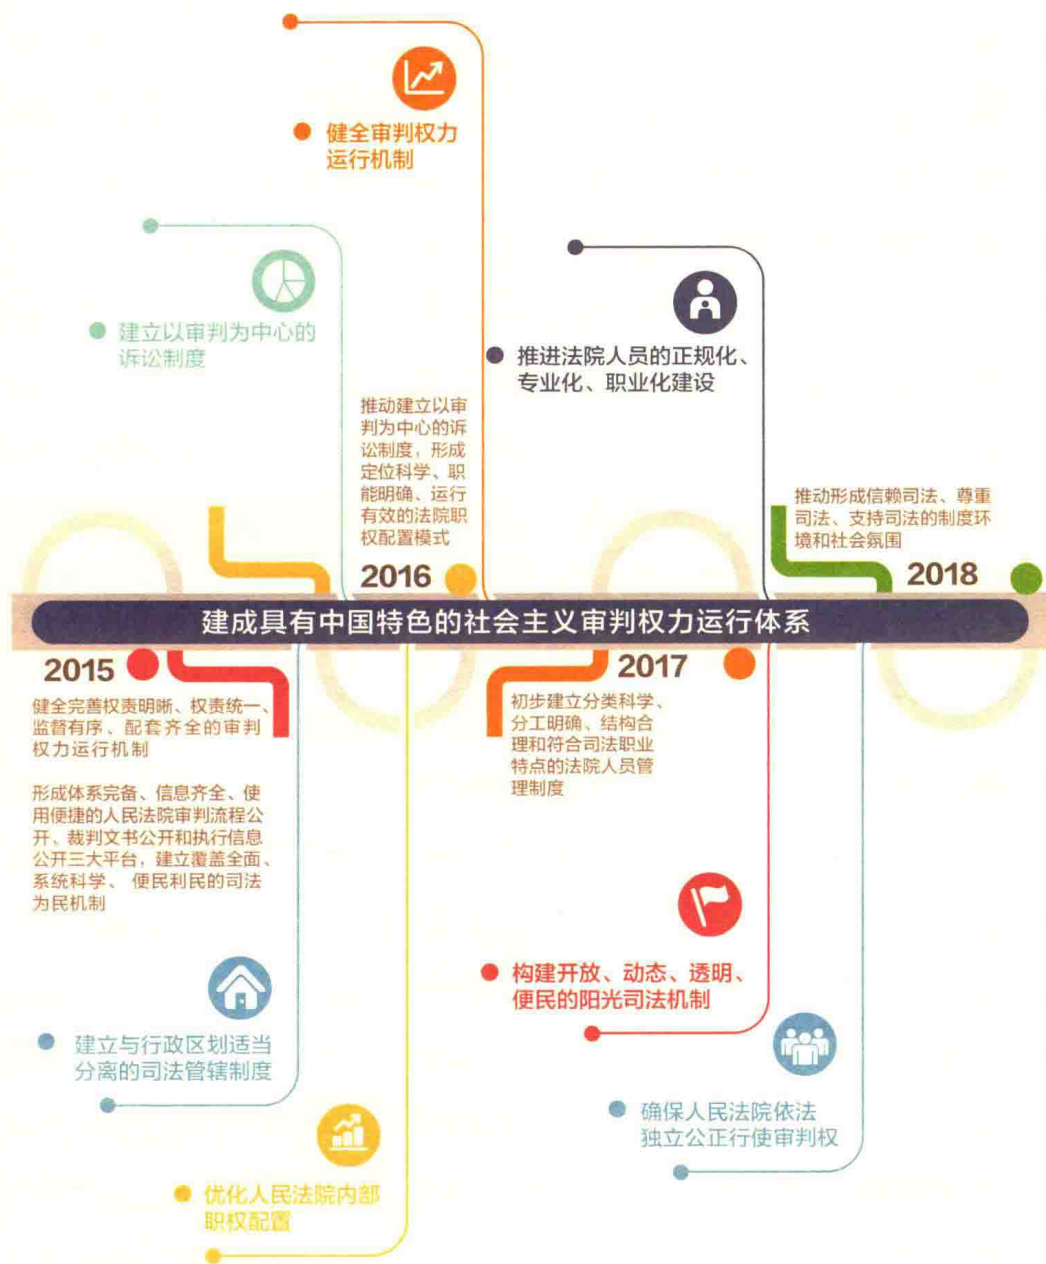 健全审判权力
运行机制
建立以审判为中心的
诉讼制度
推进法院人员的正规化、
专业化、职业化建设
推动建立以审
判为中心的诉
讼制度，形成
定位科学、职
能明确、运行
有效的法院职
权配置模式
2016
推动形成信赖司法、尊重
司法、支持司法的制度环
境和社会氛围
2018
建成具有中国特色的社会主义审判权力运行体系
2015
健全完善权责明晰、权责统一、
监督有序、配套齐全的审判
权力运行机制
形成体系完备、信息齐全、使
用便捷的人民法院审判流程公
开、裁判文书公开和执行信息
公开三大平台，建立覆盖全面、
系统科学、 便民利民的司法
为民机制
2017
初步建立分类科学、
分工明确、结构合
理和符合司法职业
特点的法院人员管
理制度
构建开放、动态、透明、
便民的阳光司法机制
建立与行政区划适当
分离的司法管辖制度
确保人民法院依法
独立公正行使审判权
优化人民法院内部
职权配置